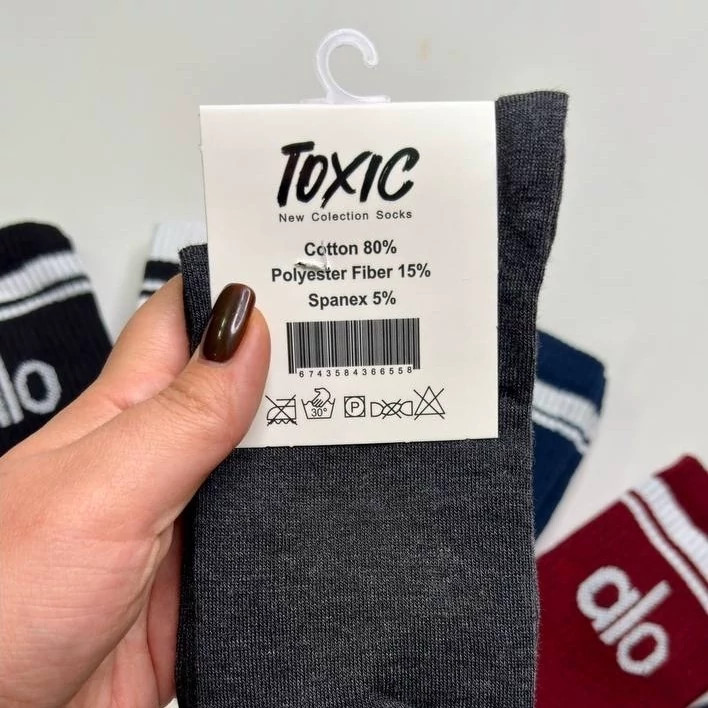 TOXIC
New Colection Socks
Cotton 80%
Polyester Fiber 15%
Spanex 5%
6743584366558
30°
P
alo
alo